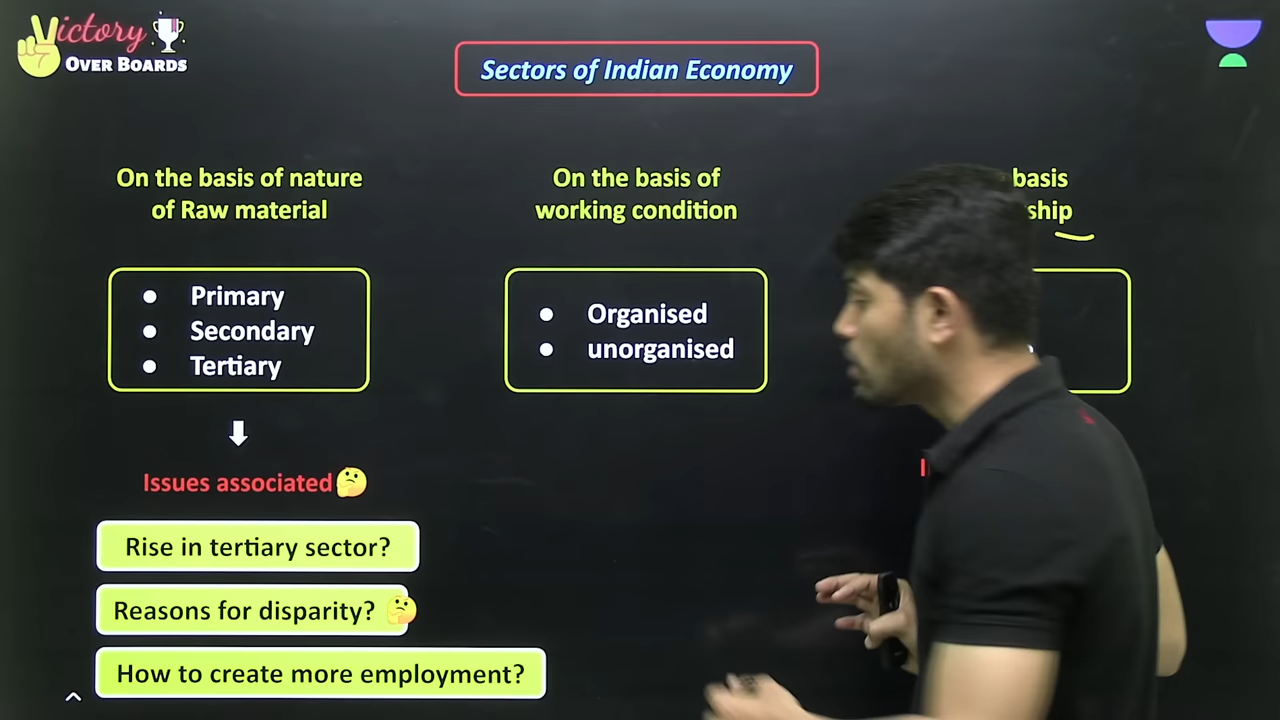 Victory
OVER BOARDS
Sectors of Indian Economy
On the basis of nature
of Raw material
On the basis of
working condition
basis
ship
● Primary
● Secondary
● Tertiary
● Organised
● unorganised
Issues associated
Rise in tertiary sector?
Reasons for disparity?
How to create more employment?